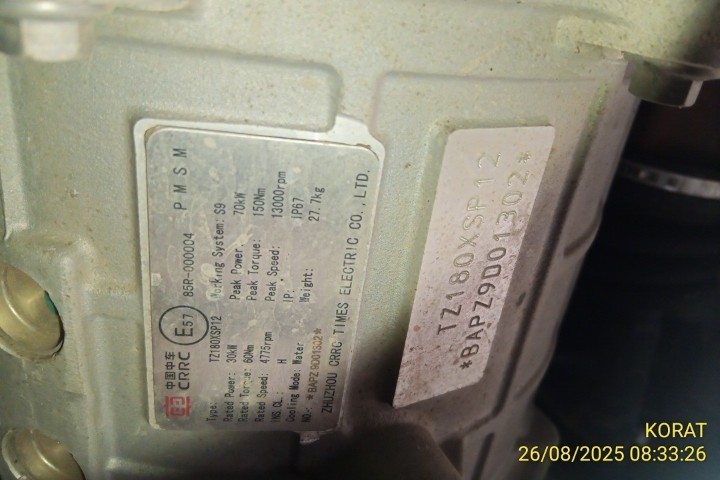 中国中车
CRRC
E57
85R-000004
P M S M
Type: TZ180XSP12
Working System: S9
Rated Power: 30kW
Peak Power: 70kW
Rated Torque: 60Nm
Peak Torque: 150Nm
Rated Speed: 4775rpm
Peak Speed: 13000rpm
INS.CL.: H
IP: IP67
Cooling Mode: Water
Weight: 27.7kg
NO.: *BAPZ9D01302*
ZHUZHOU CRRC TIMES ELECTRIC CO., LTD.
TZ180XSP12
*BAPZ9D01302*
KORAT
26/08/2025 08:33:26